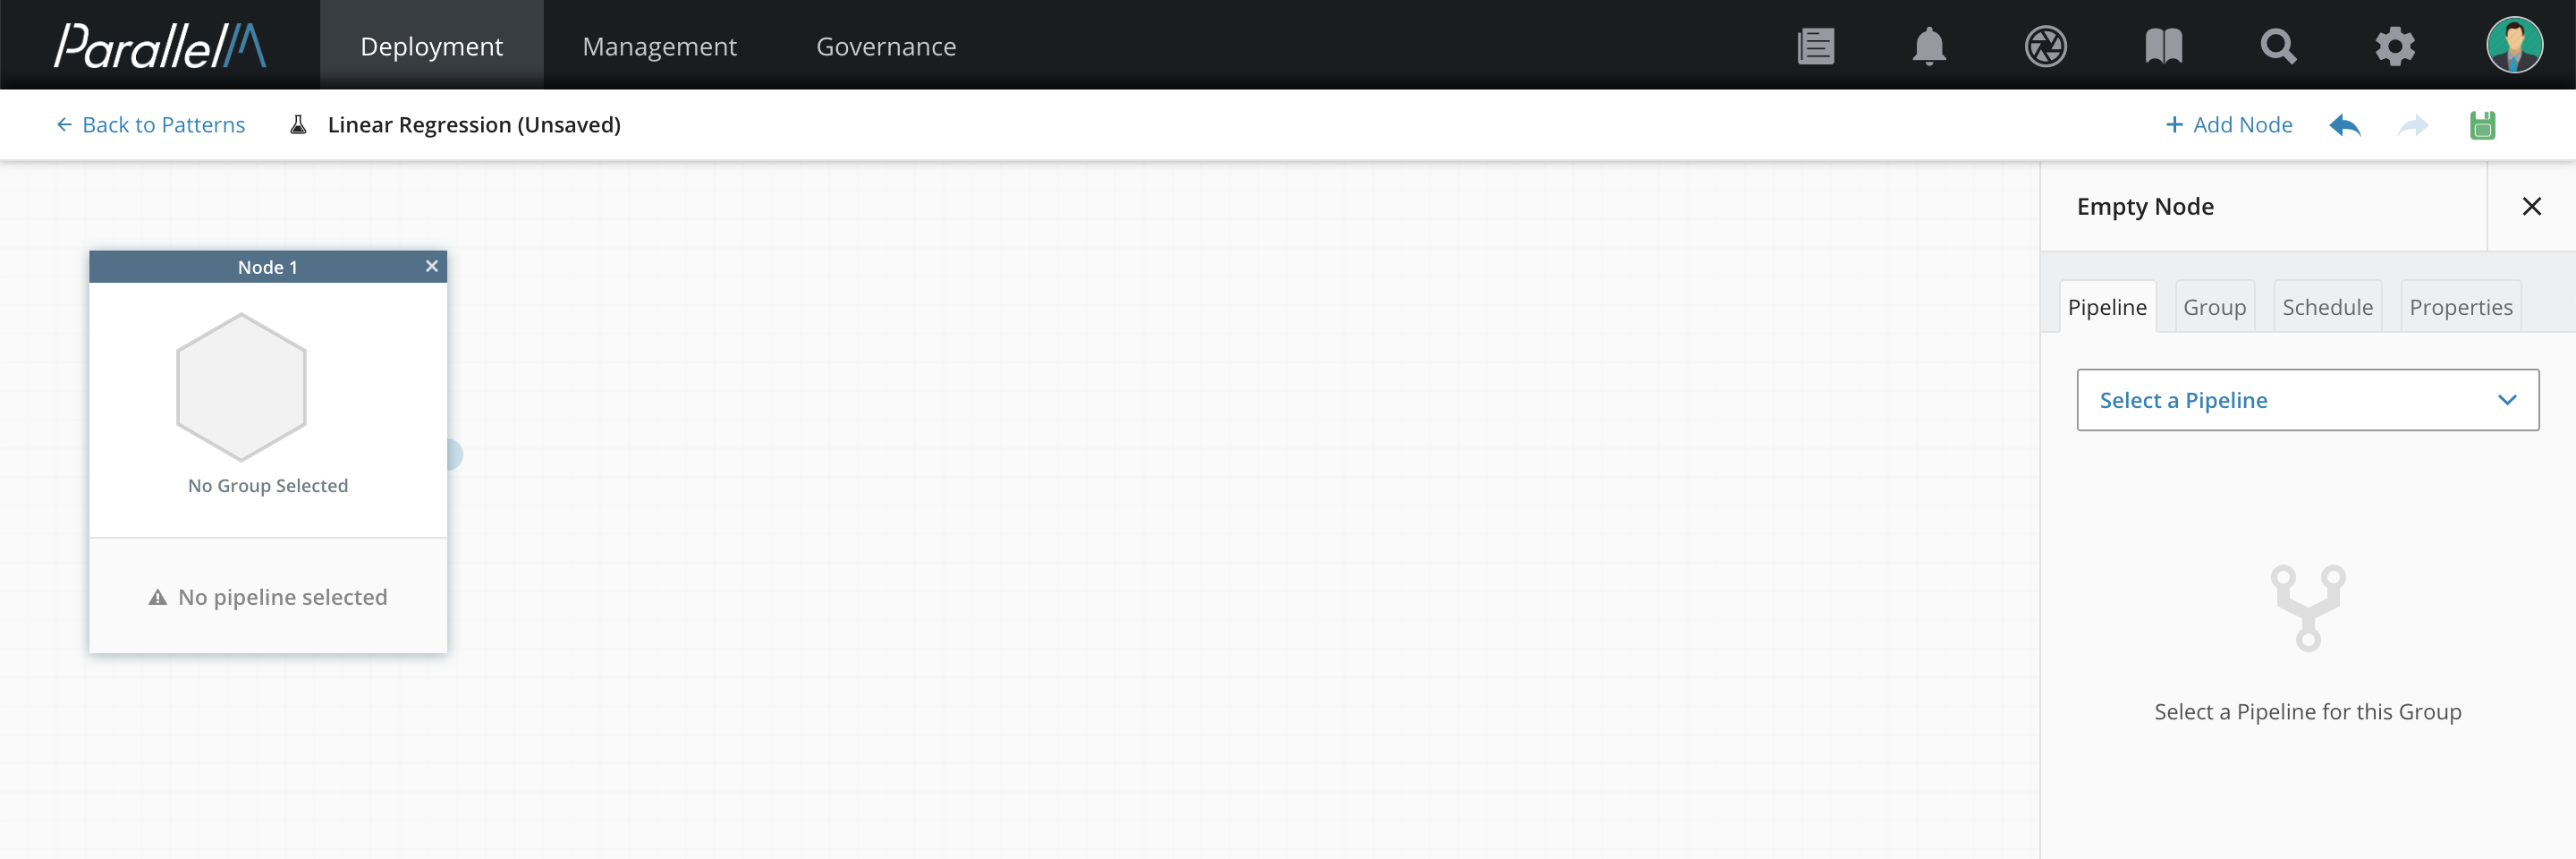 ParallelM
Deployment
Management
Governance
Back to Patterns
Linear Regression (Unsaved)
+ Add Node
Node 1
No Group Selected
No pipeline selected
Empty Node
Pipeline
Group
Schedule
Properties
Select a Pipeline
Select a Pipeline for this Group